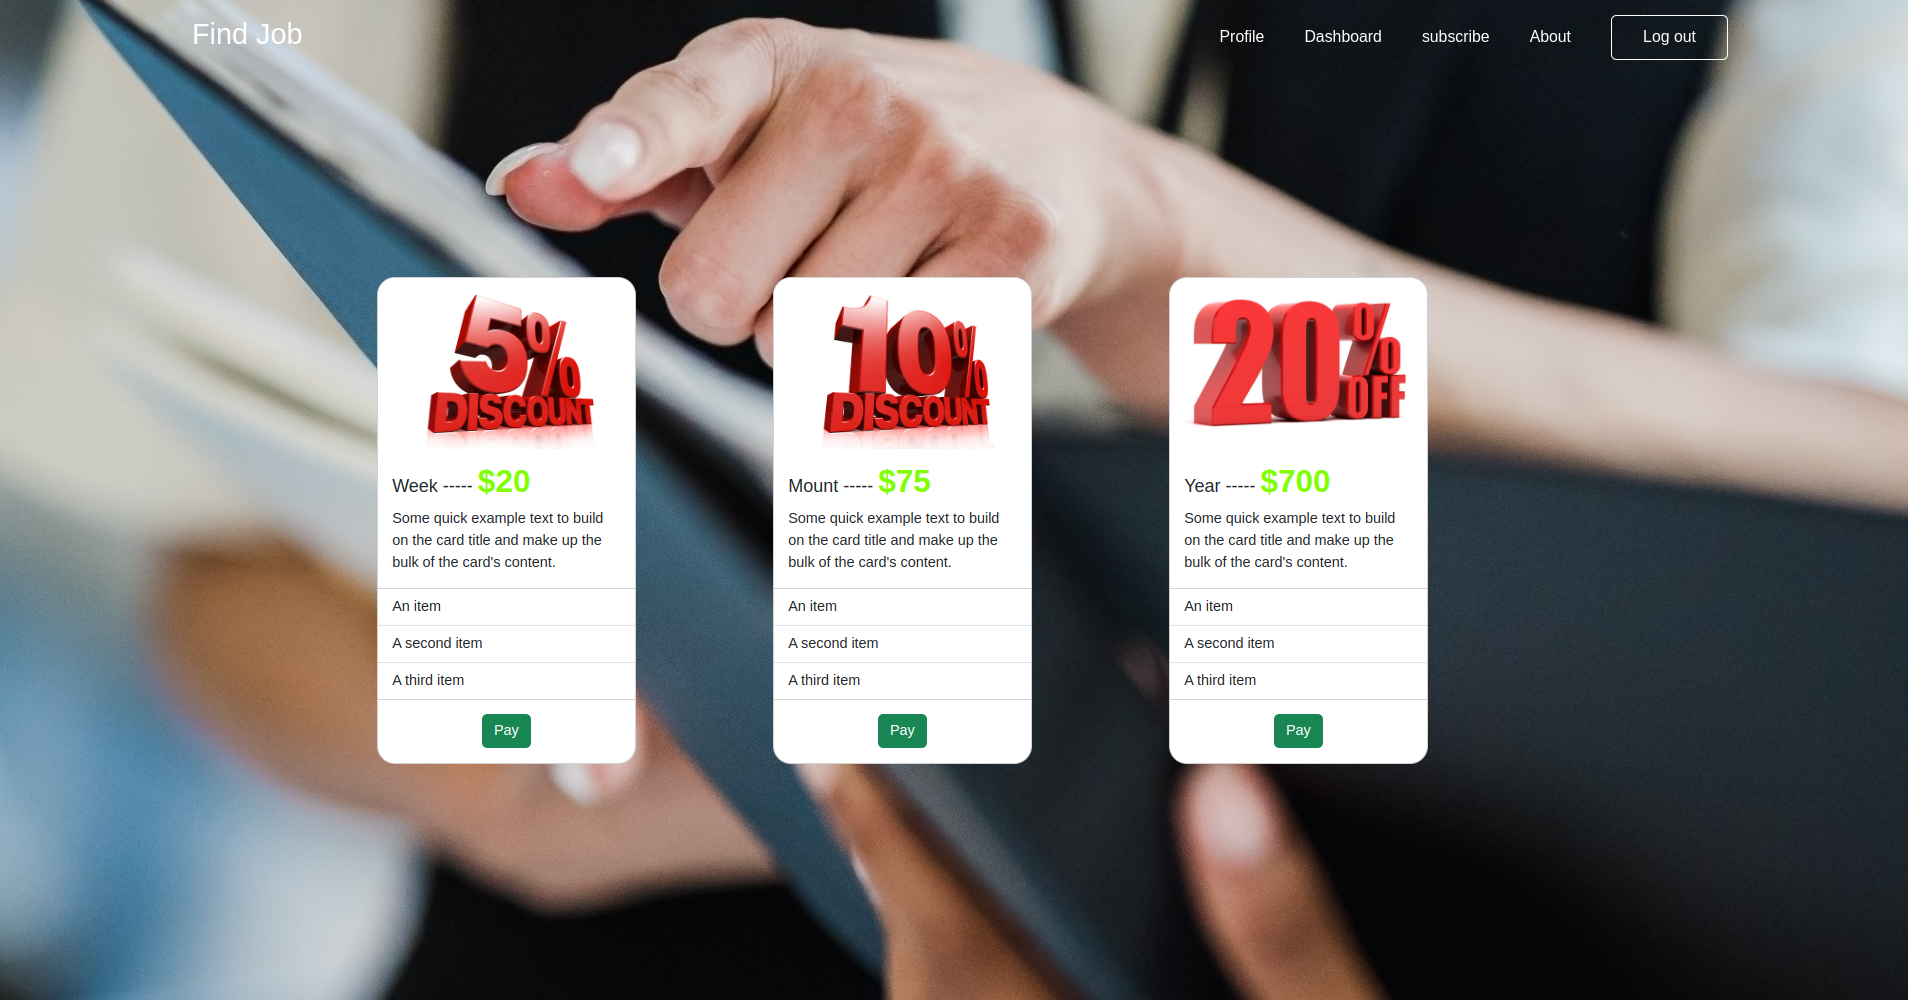 Find Job
Profile
Dashboard
subscribe
About
Log out
5%
DISCOUNT
Week ----- $20
Some quick example text to build
on the card title and make up the
bulk of the card's content.
An item
A second item
A third item
Pay
10%
DISCOUNT
Mount ----- $75
Some quick example text to build
on the card title and make up the
bulk of the card's content.
An item
A second item
A third item
Pay
20%
OFF
Year ----- $700
Some quick example text to build
on the card title and make up the
bulk of the card's content.
An item
A second item
A third item
Pay